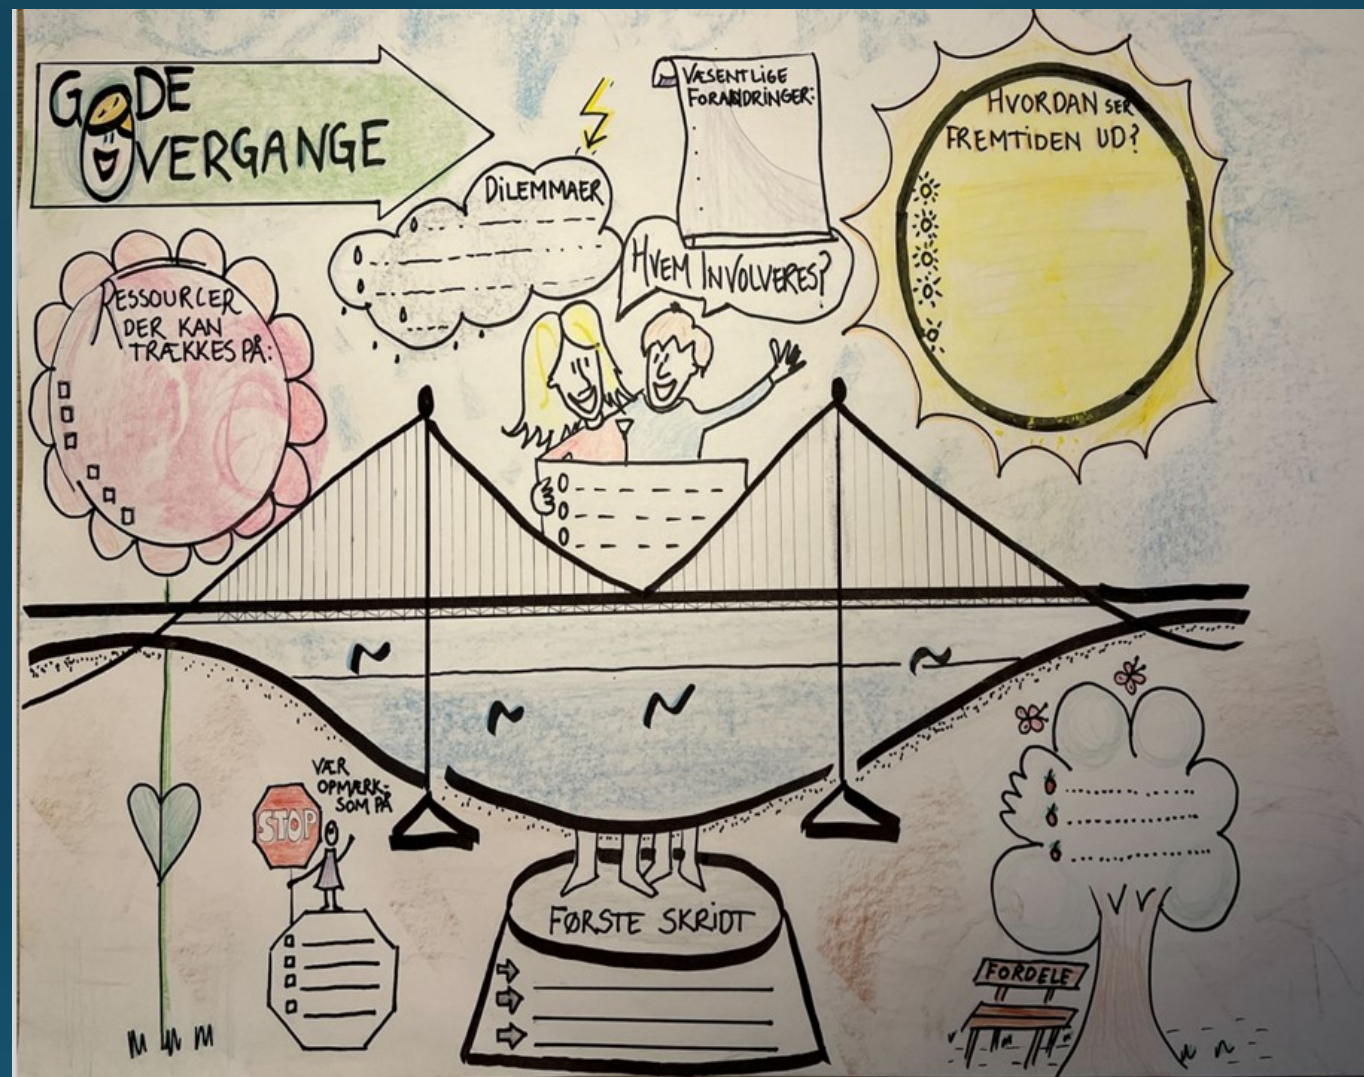 GODE
OVERGANGE
DILEMMAER
VÆSENTLIGE
FORANDRINGER:
HVORDAN SER
FREMTIDEN UD?
HVEM INVOLVERES?
RESSOURCER
DER KAN
TRÆKKES PÅ:
VÆR
OPMÆRK-
SOM PÅ
STOP
FØRSTE SKRIDT
FORDELE